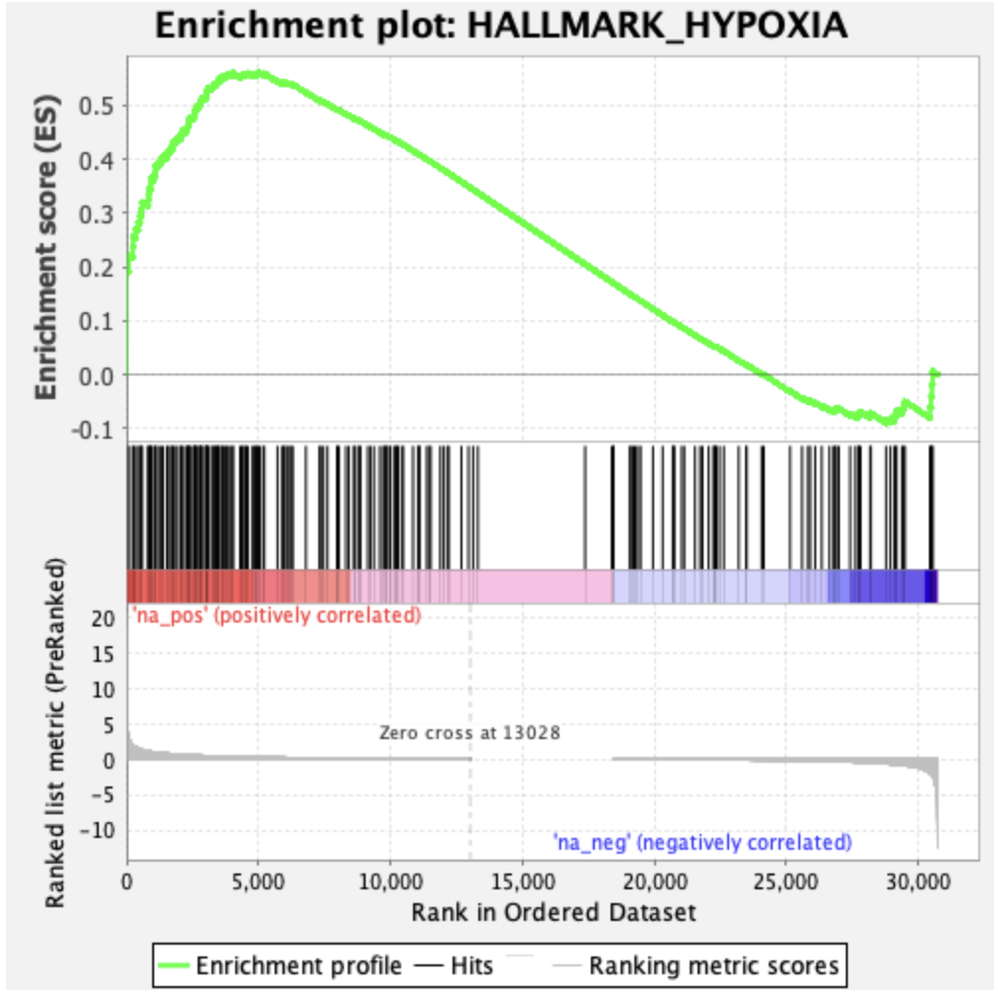 Enrichment plot: HALLMARK_HYPOXIA
Enrichment score (ES)
0.5
0.4
0.3
0.2
0.1
0.0
-0.1
'na_pos' (positively correlated)
Ranked list metric (PreRanked)
20
15
10
5
0
-5
-10
Zero cross at 13028
'na_neg' (negatively correlated)
0 5,000 10,000 15,000 20,000 25,000 30,000
Rank in Ordered Dataset
Enrichment profile Hits Ranking metric scores